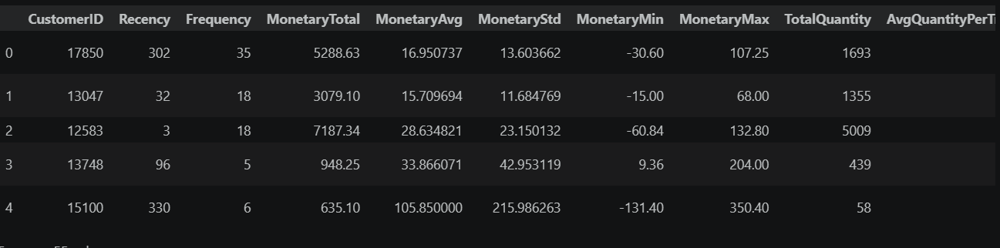 CustomerID Recency Frequency MonetaryTotal MonetaryAvg MonetaryStd MonetaryMin MonetaryMax TotalQuantity AvgQuantityPerT
0 17850 302 35 5288.63 16.950737 13.603662 -30.60 107.25 1693
1 13047 32 18 3079.10 15.709694 11.684769 -15.00 68.00 1355
2 12583 3 18 7187.34 28.634821 23.150132 -60.84 132.80 5009
3 13748 96 5 948.25 33.866071 42.953119 9.36 204.00 439
4 15100 330 6 635.10 105.850000 215.986263 -131.40 350.40 58